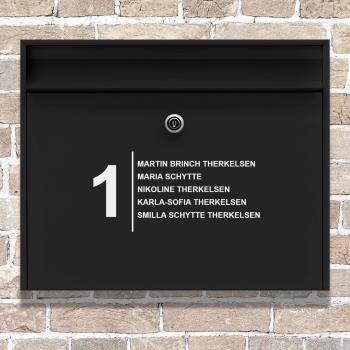 1
MARTIN BRINCH THERKELSEN
MARIA SCHYTTE
NIKOLINE THERKELSEN
KARLA-SOFIA THERKELSEN
SMILLA SCHYTTE THERKELSEN